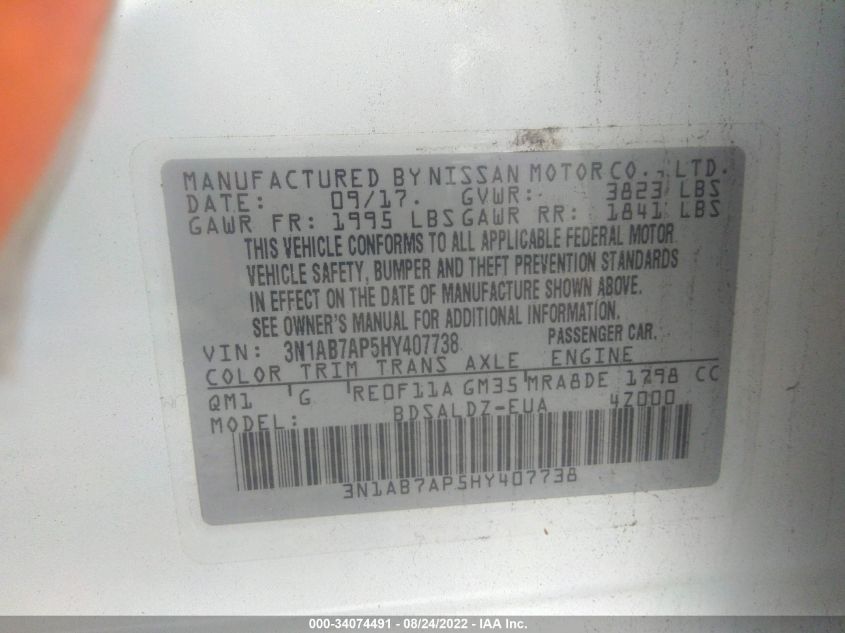 MANUFACTURED BY NISSAN MOTOR CO., LTD.
DATE: 09/17. GVWR: 3823 LBS
GAWR FR: 1995 LBS GAWR RR: 1841 LBS
THIS VEHICLE CONFORMS TO ALL APPLICABLE FEDERAL MOTOR
VEHICLE SAFETY, BUMPER AND THEFT PREVENTION STANDARDS
IN EFFECT ON THE DATE OF MANUFACTURE SHOWN ABOVE.
SEE OWNER'S MANUAL FOR ADDITIONAL INFORMATION.
VIN: 3N1AB7AP5HY407738 PASSENGER CAR.
COLOR TRIM TRANS AXLE ENGINE
QM1 G RE0F11A GM35 MRA8DE 1798 CC
MODEL: BDSALDZ-EUA 4Z000
3N1AB7AP5HY407738
000-34074491 - 08/24/2022 - IAA Inc.